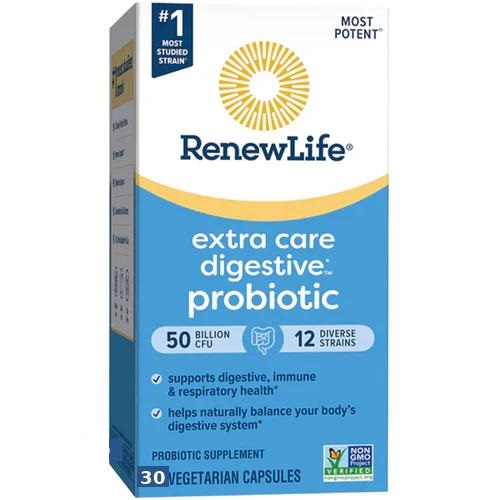 #1
MOST
STUDIED
STRAIN*
MOST
POTENT**
RenewLife®
extra care
digestive*™
probiotic
50 BILLION CFU
12 DIVERSE STRAINS
supports digestive, immune
& respiratory health*
helps naturally balance your body's
digestive system*
PROBIOTIC SUPPLEMENT
30 VEGETARIAN CAPSULES
NON
GMO
Project
VERIFIED
nongmoproject.org